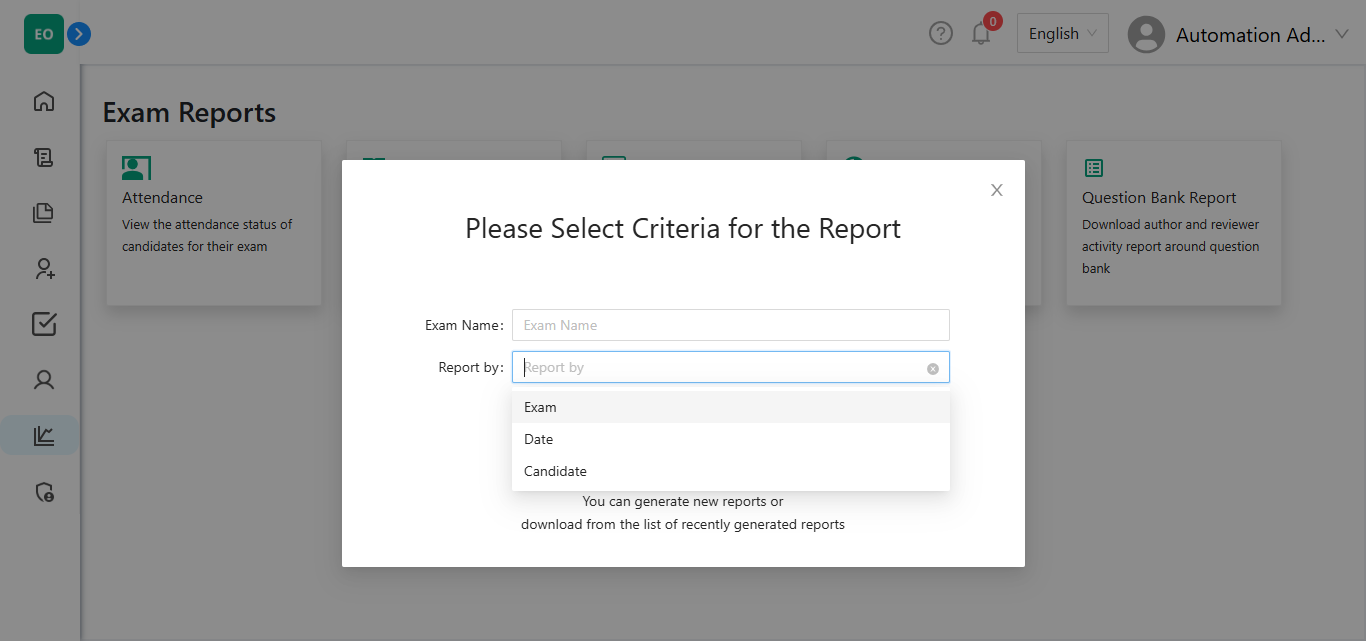 EO
0
English
Automation Ad...
Exam Reports
Attendance
View the attendance status of
candidates for their exam
Question Bank Report
Download author and reviewer
activity report around question
bank
Please Select Criteria for the Report
Exam Name:
Exam Name
Report by:
Report by
Exam
Date
Candidate
You can generate new reports or
download from the list of recently generated reports